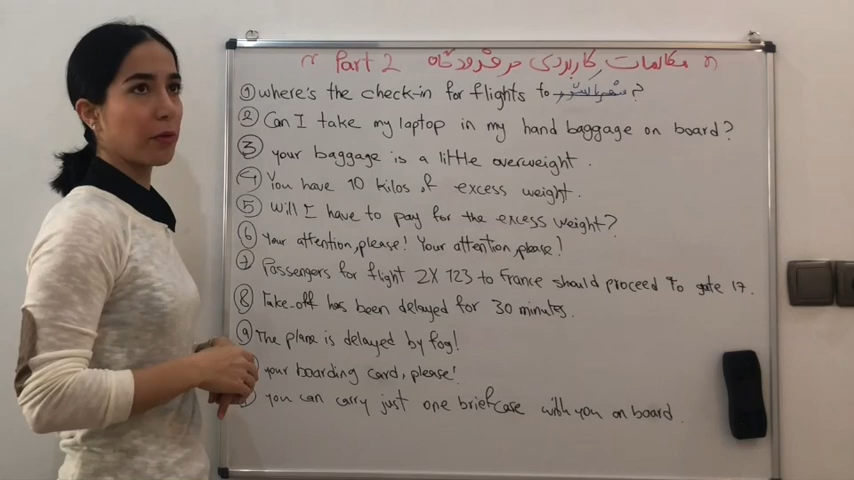 " Part 2 مکالمات کاربردی در فرودگاه "
① where's the check-in for flights to ?
② Can I take my laptop in my hand baggage on board?
③ your baggage is a little overweight.
④ You have 10 kilos of excess weight.
⑤ Will I have to pay for the excess weight?
⑥ Your attention, please! Your attention, please!
⑦ Passengers for flight 2X 123 to France should proceed to gate 17.
⑧ Take-off has been delayed for 30 minutes.
⑨ The plane is delayed by fog!
your boarding card, please!
you can carry just one briefcase with you on board.